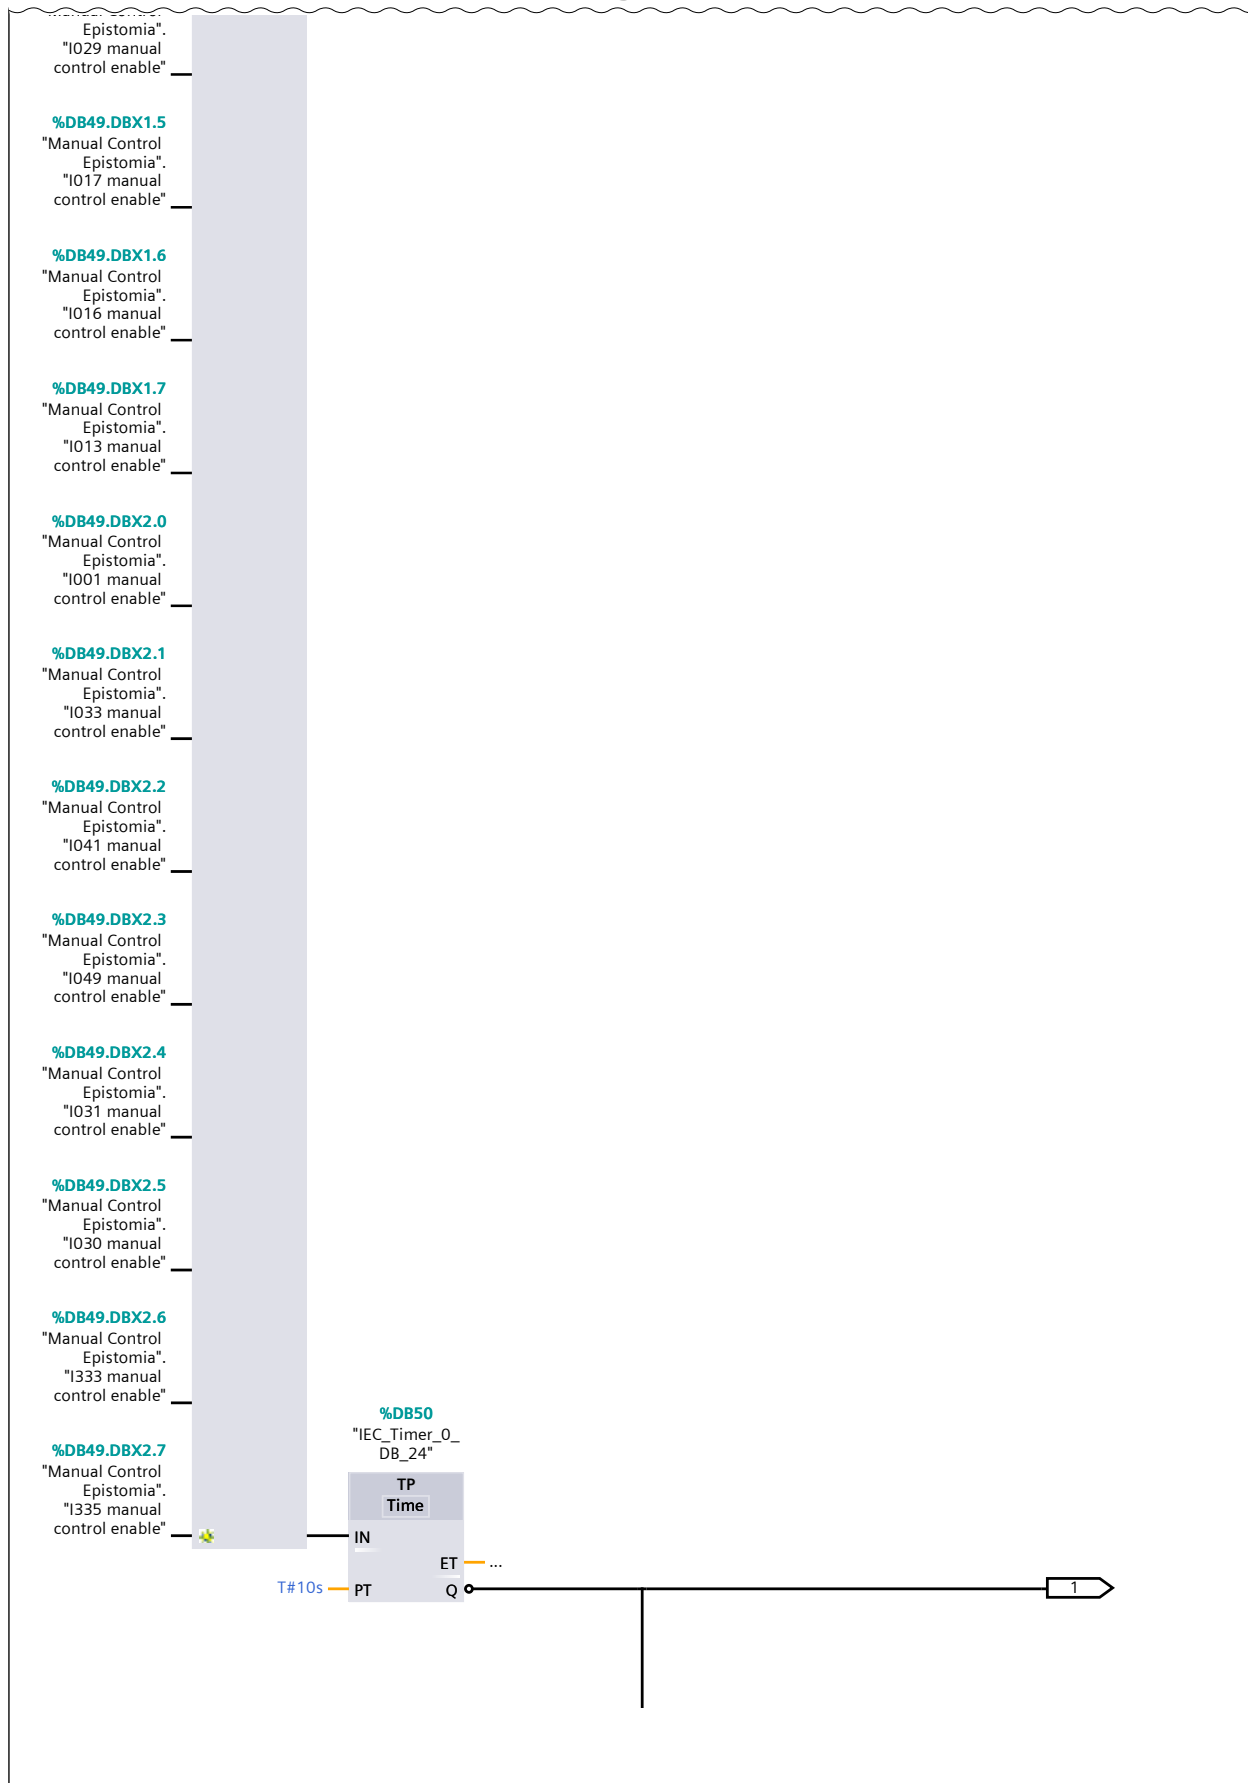 Epistomia".
"I029 manual
control enable"
%DB49.DBX1.5
"Manual Control
Epistomia".
"I017 manual
control enable"
%DB49.DBX1.6
"Manual Control
Epistomia".
"I016 manual
control enable"
%DB49.DBX1.7
"Manual Control
Epistomia".
"I013 manual
control enable"
%DB49.DBX2.0
"Manual Control
Epistomia".
"I001 manual
control enable"
%DB49.DBX2.1
"Manual Control
Epistomia".
"I033 manual
control enable"
%DB49.DBX2.2
"Manual Control
Epistomia".
"I041 manual
control enable"
%DB49.DBX2.3
"Manual Control
Epistomia".
"I049 manual
control enable"
%DB49.DBX2.4
"Manual Control
Epistomia".
"I031 manual
control enable"
%DB49.DBX2.5
"Manual Control
Epistomia".
"I030 manual
control enable"
%DB49.DBX2.6
"Manual Control
Epistomia".
"I333 manual
control enable"
%DB49.DBX2.7
"Manual Control
Epistomia".
"I335 manual
control enable"
%DB50
"IEC_Timer_0_
DB_24"
TP
Time
IN
ET ...
T#10s PT Q
1